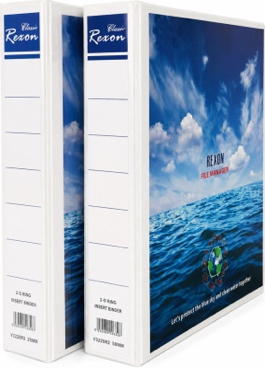 Classic
Rexon
2-D RING
INSERT BINDER
Classic
Rexon
2-D RING
INSERT BINDER
REXON
FILE MANAGER
Let's protect the blue sky and clean water together